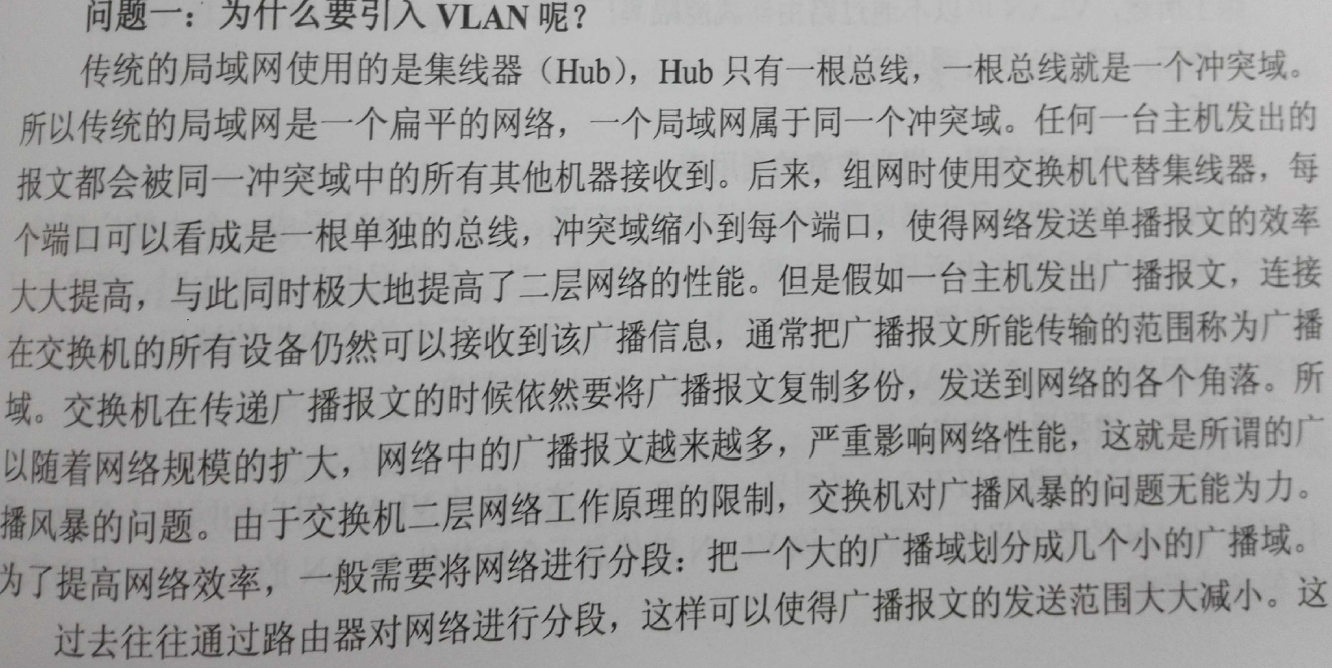 问题一：为什么要引入 VLAN 呢？
传统的局域网使用的是集线器（Hub），Hub 只有一根总线，一根总线就是一个冲突域。
所以传统的局域网是一个扁平的网络，一个局域网属于同一个冲突域。任何一台主机发出的
报文都会被同一冲突域中的所有其他机器接收到。后来，组网时使用交换机代替集线器，每
个端口可以看成是一根单独的总线，冲突域缩小到每个端口，使得网络发送单播报文的效率
大大提高，与此同时极大地提高了二层网络的性能。但是假如一台主机发出广播报文，连接
在交换机的所有设备仍然可以接收到该广播信息，通常把广播报文所能传输的范围称为广播
域。交换机在传递广播报文的时候依然要将广播报文复制多份，发送到网络的各个角落。所
以随着网络规模的扩大，网络中的广播报文越来越多，严重影响网络性能，这就是所谓的广
播风暴的问题。由于交换机二层网络工作原理的限制，交换机对广播风暴的问题无能为力。
为了提高网络效率，一般需要将网络进行分段：把一个大的广播域划分成几个小的广播域。
过去往往通过路由器对网络进行分段，这样可以使得广播报文的发送范围大大减小。这